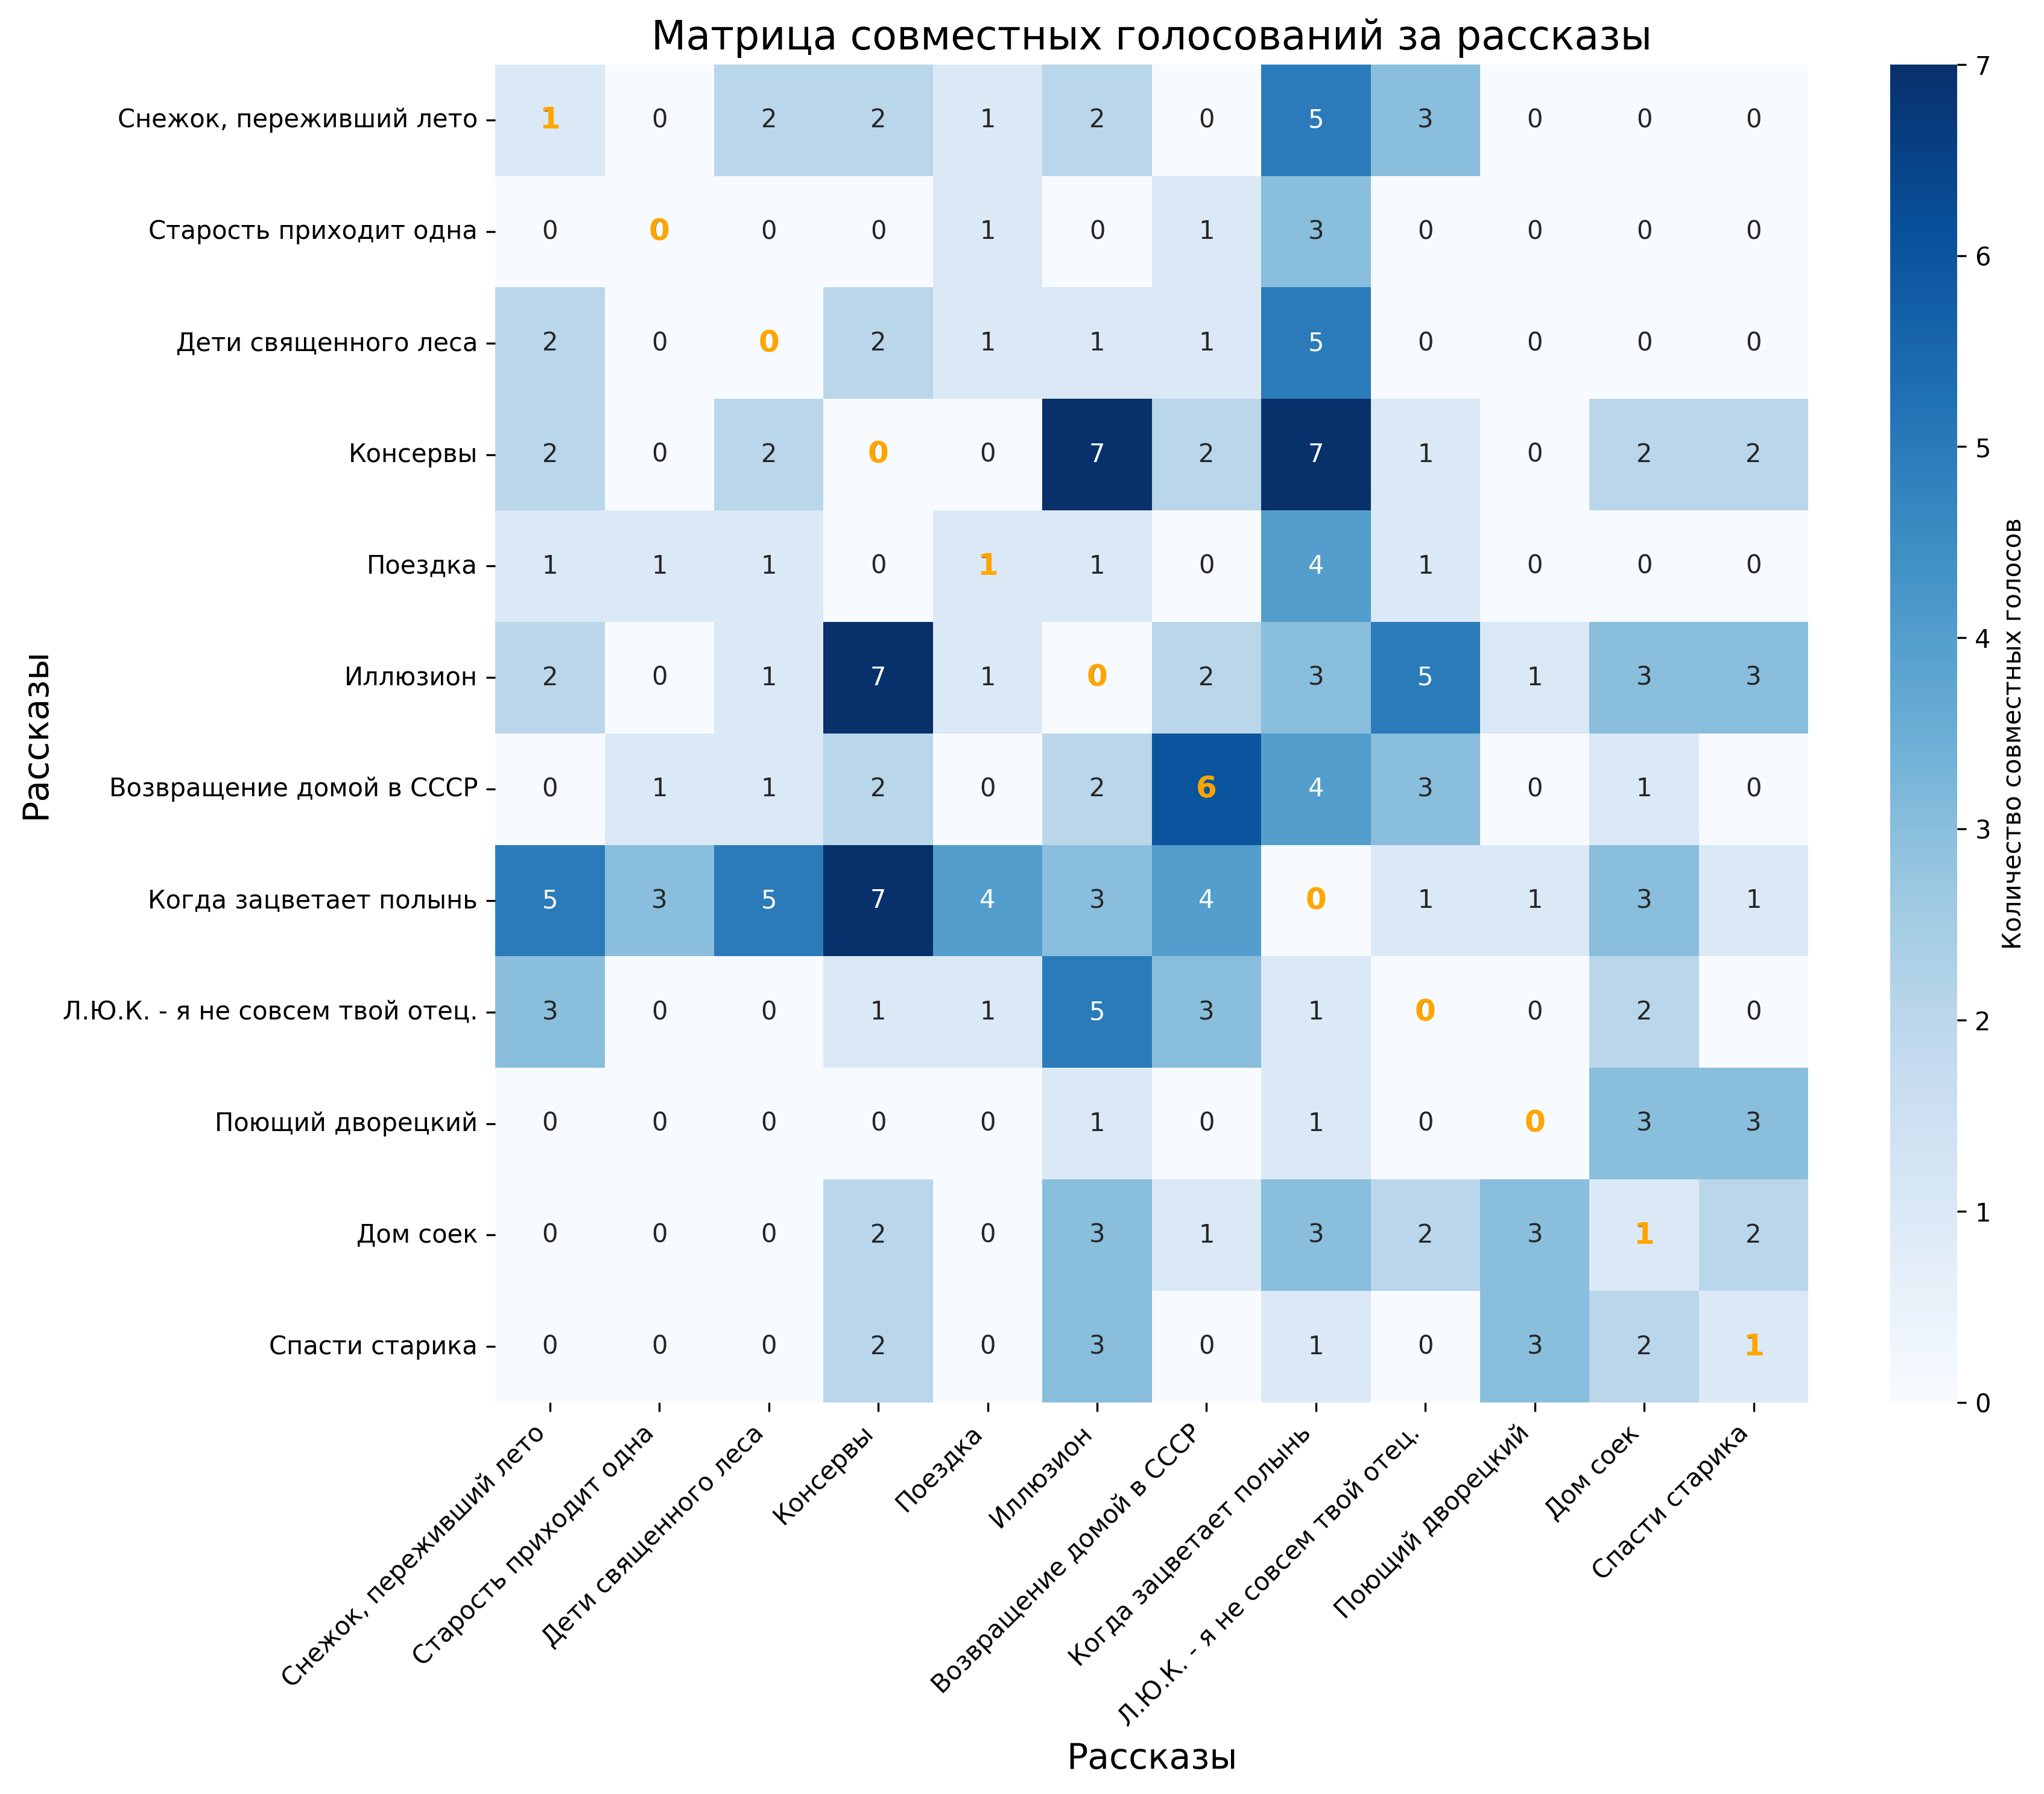 Матрица совместных голосований за рассказы
Снежок, переживший лето 1 0 2 2 1 2 0 5 3 0 0 0
Старость приходит одна 0 0 0 0 1 0 1 3 0 0 0 0
Дети священного леса 2 0 0 2 1 1 1 5 0 0 0 0
Консервы 2 0 2 0 0 7 2 7 1 0 2 2
Поездка 1 1 1 0 1 1 0 4 1 0 0 0
Иллюзион 2 0 1 7 1 0 2 3 5 1 3 3
Возвращение домой в СССР 0 1 1 2 0 2 6 4 3 0 1 0
Когда зацветает полынь 5 3 5 7 4 3 4 0 1 1 3 1
Л.Ю.К. - я не совсем твой отец. 3 0 0 1 1 5 3 1 0 0 2 0
Поющий дворецкий 0 0 0 0 0 1 0 1 0 0 3 3
Дом соек 0 0 0 2 0 3 1 3 2 3 1 2
Спасти старика 0 0 0 2 0 3 0 1 0 3 2 1
Рассказы
Снежок, переживший лето
Старость приходит одна
Дети священного леса
Консервы
Поездка
Иллюзион
Возвращение домой в СССР
Когда зацветает полынь
Л.Ю.К. - я не совсем твой отец.
Поющий дворецкий
Дом соек
Спасти старика
Рассказы
7
6
5
4
3
2
1
0
Количество совместных голосов